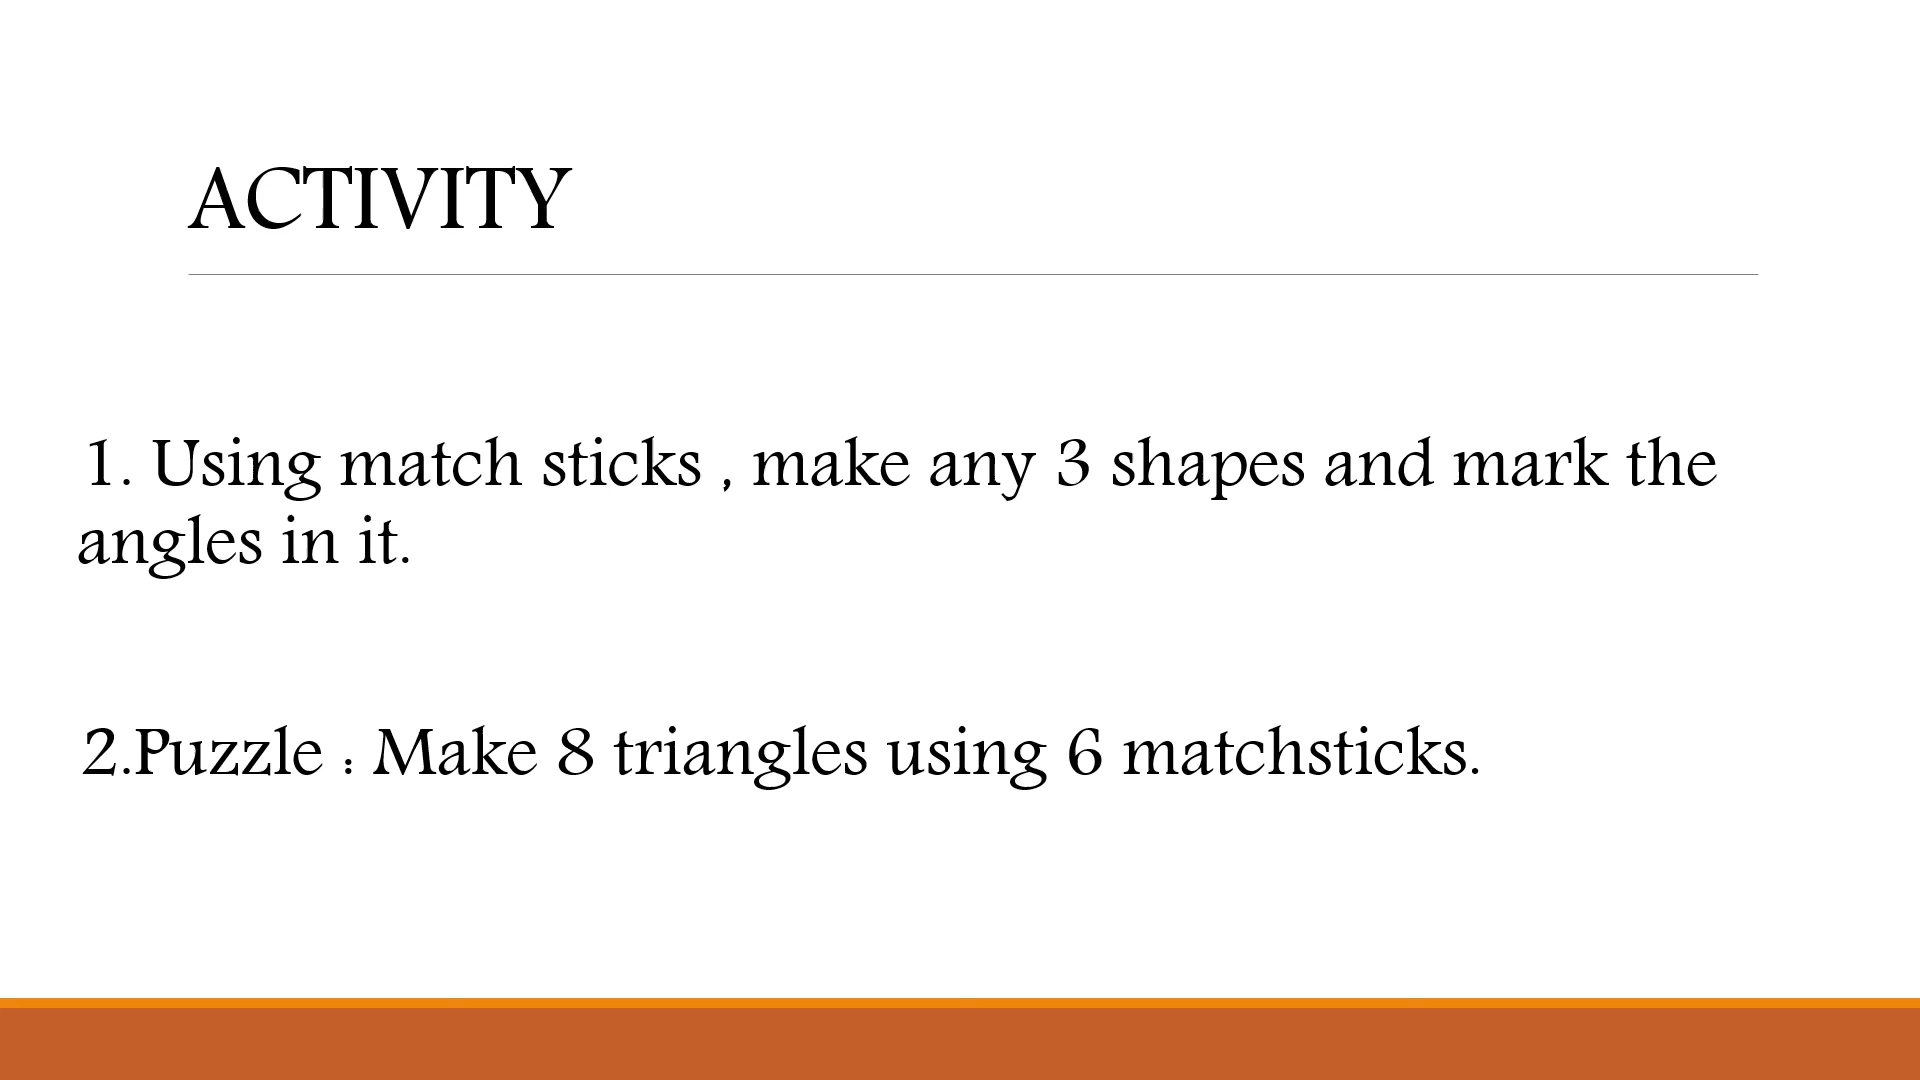 ACTIVITY
1. Using match sticks , make any 3 shapes and mark the
angles in it.
2.Puzzle : Make 8 triangles using 6 matchsticks.